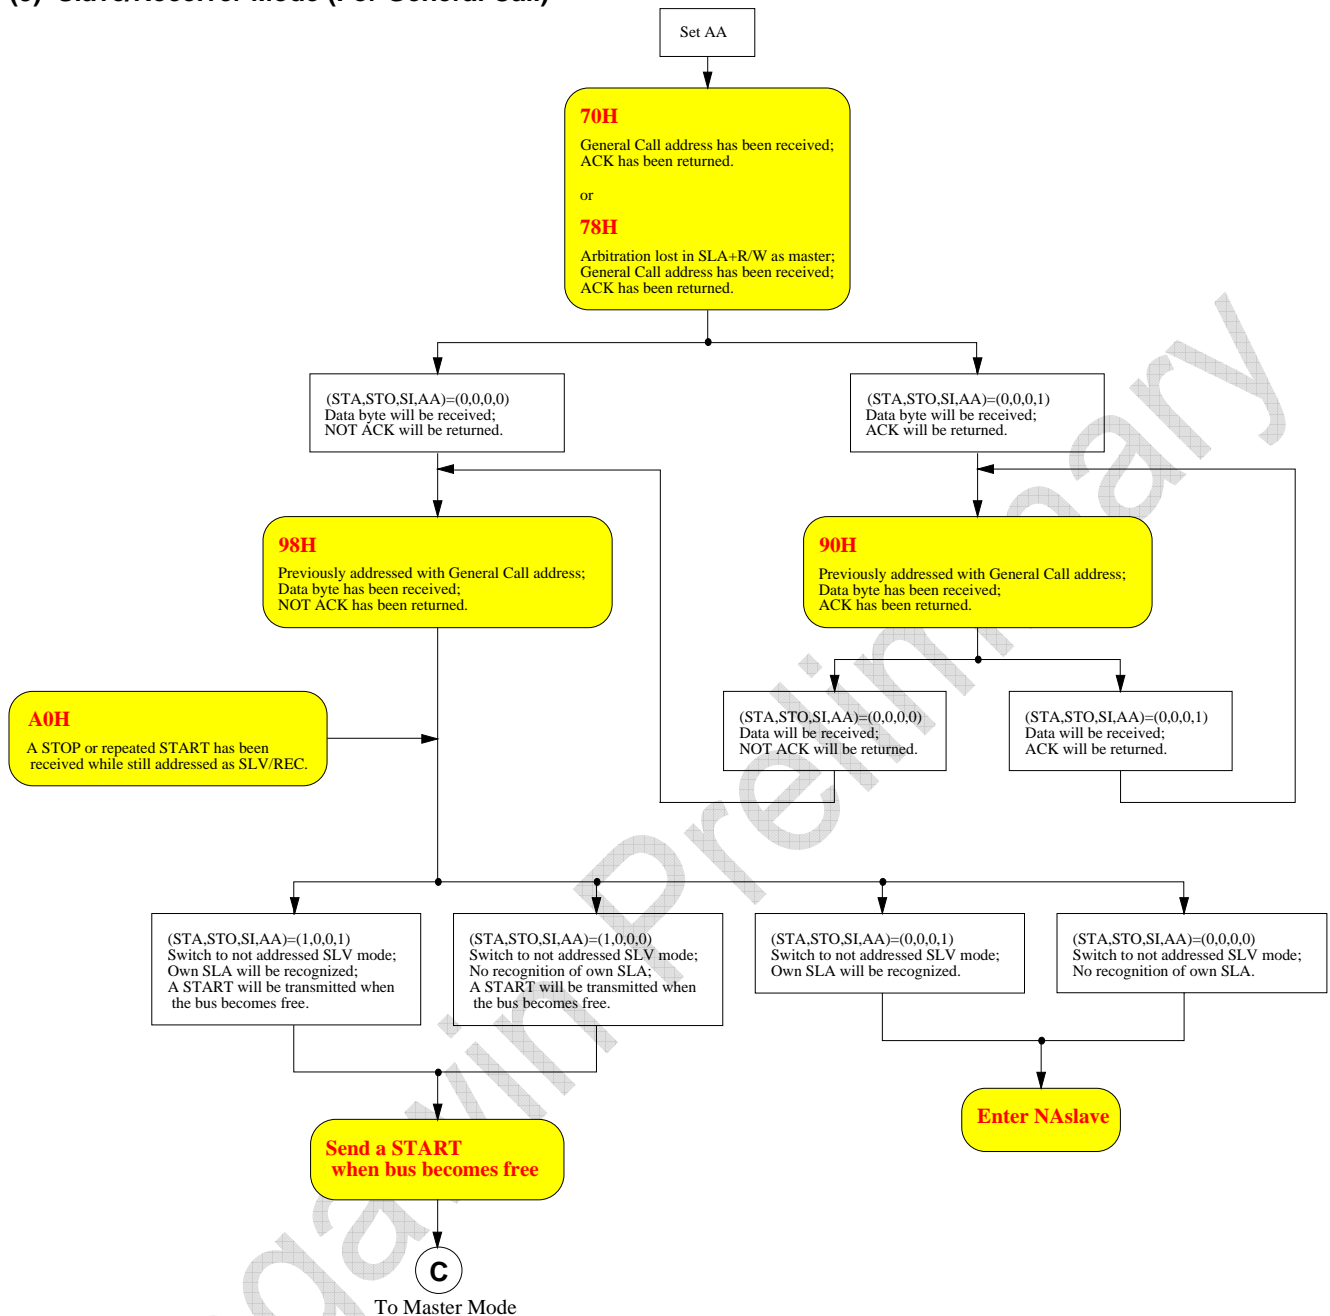 Set AA
70H
General Call address has been received;
ACK has been returned.
or
78H
Arbitration lost in SLA+R/W as master;
General Call address has been received;
ACK has been returned.
(STA,STO,SI,AA)=(0,0,0,0)
Data byte will be received;
NOT ACK will be returned.
(STA,STO,SI,AA)=(0,0,0,1)
Data byte will be received;
ACK will be returned.
98H
Previously addressed with General Call address;
Data byte has been received;
NOT ACK has been returned.
90H
Previously addressed with General Call address;
Data byte has been received;
ACK has been returned.
A0H
A STOP or repeated START has been
received while still addressed as SLV/REC.
(STA,STO,SI,AA)=(0,0,0,0)
Data will be received;
NOT ACK will be returned.
(STA,STO,SI,AA)=(0,0,0,1)
Data will be received;
ACK will be returned.
(STA,STO,SI,AA)=(1,0,0,1)
Switch to not addressed SLV mode;
Own SLA will be recognized;
A START will be transmitted when
the bus becomes free.
(STA,STO,SI,AA)=(1,0,0,0)
Switch to not addressed SLV mode;
No recognition of own SLA;
A START will be transmitted when
the bus becomes free.
(STA,STO,SI,AA)=(0,0,0,1)
Switch to not addressed SLV mode;
Own SLA will be recognized.
(STA,STO,SI,AA)=(0,0,0,0)
Switch to not addressed SLV mode;
No recognition of own SLA.
Send a START
when bus becomes free
Enter NAslave
C
To Master Mode
Preliminary